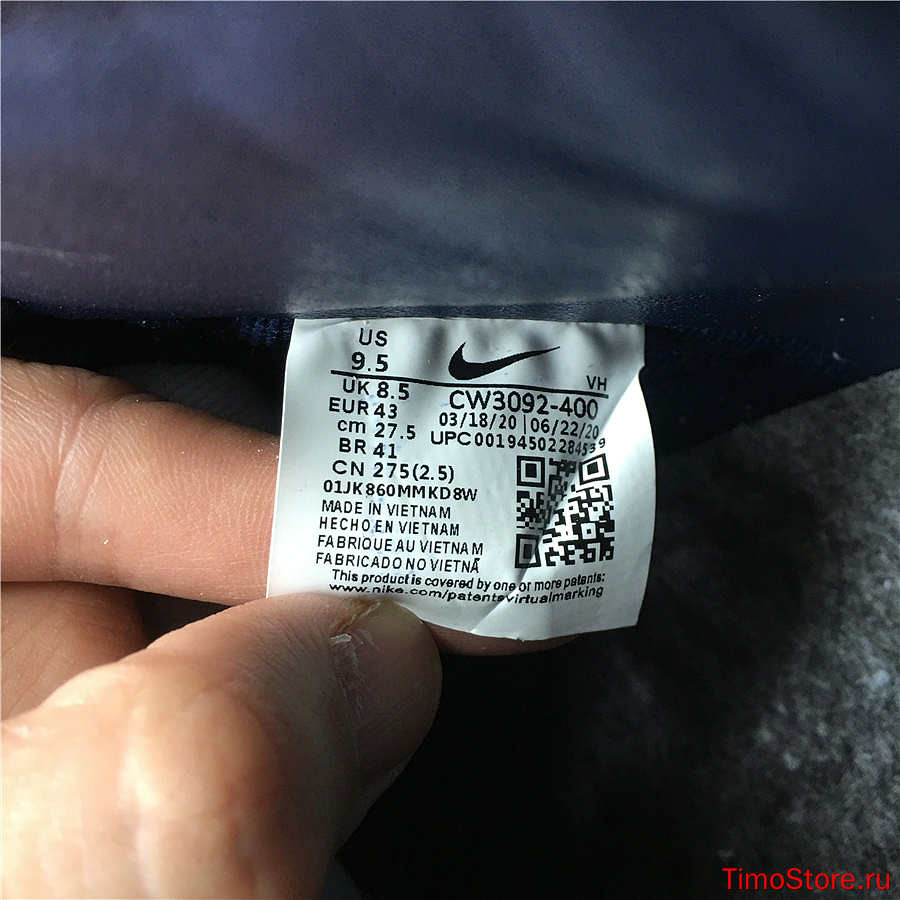 US
9.5
VH
UK 8.5
CW3092-400
EUR 43
03/18/20 | 06/22/20
cm 27.5
UPC00194502284539
BR 41
CN 275(2.5)
01JK860MMKD8W
MADE IN VIETNAM
HECHO EN VIETNAM
FABRIQUE AU VIETNAM
FABRICADO NO VIETNÃ
This product is covered by one or more patents:
www.nike.com/patentsvirtualmarking
TimoStore.ru